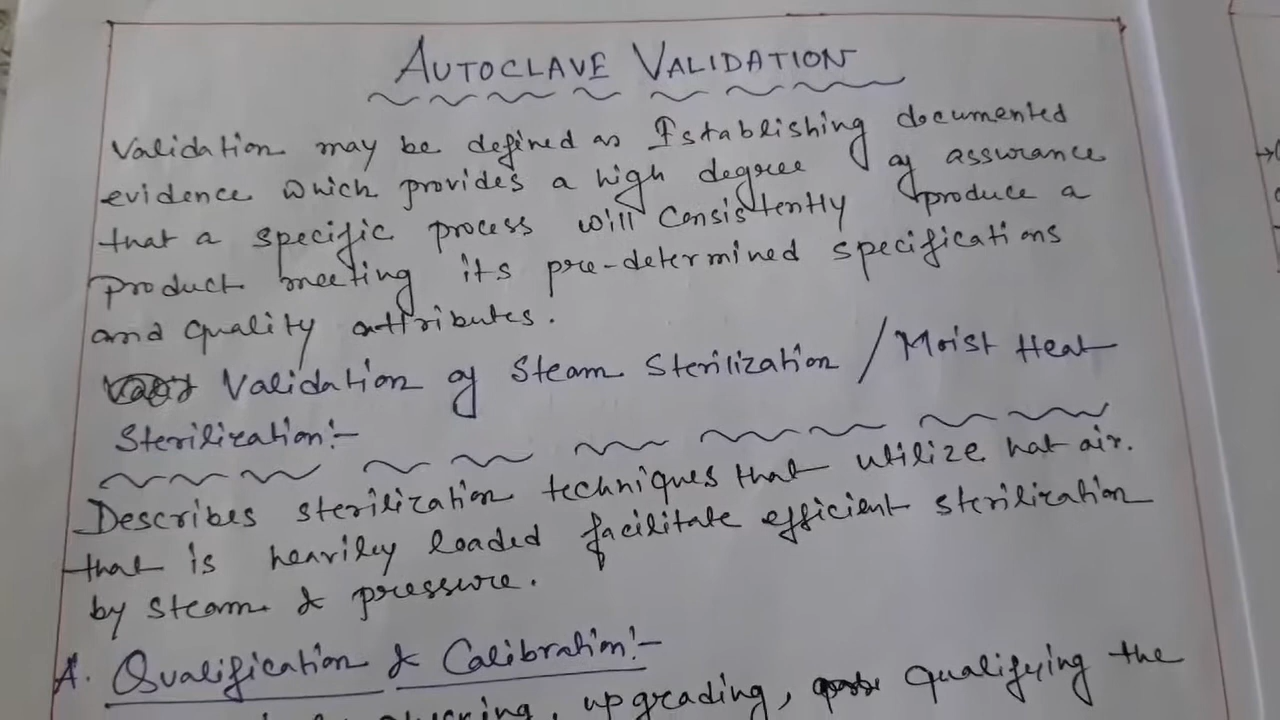 AUTOCLAVE VALIDATION
Validation may be defined as Establishing documented
evidence which provides a high degree of assurance
that a specific process will consistently produce a
product meeting its pre-determined specifications
and quality attributes.
Validation of Steam Sterilization / Moist Heat
Sterilization:-
Describes sterilization techniques that utilize hot air.
that is heaviley loaded facilitate efficient sterilization
by steam & pressure.
A. Qualification & Calibration:-
upgrading, qualifying the